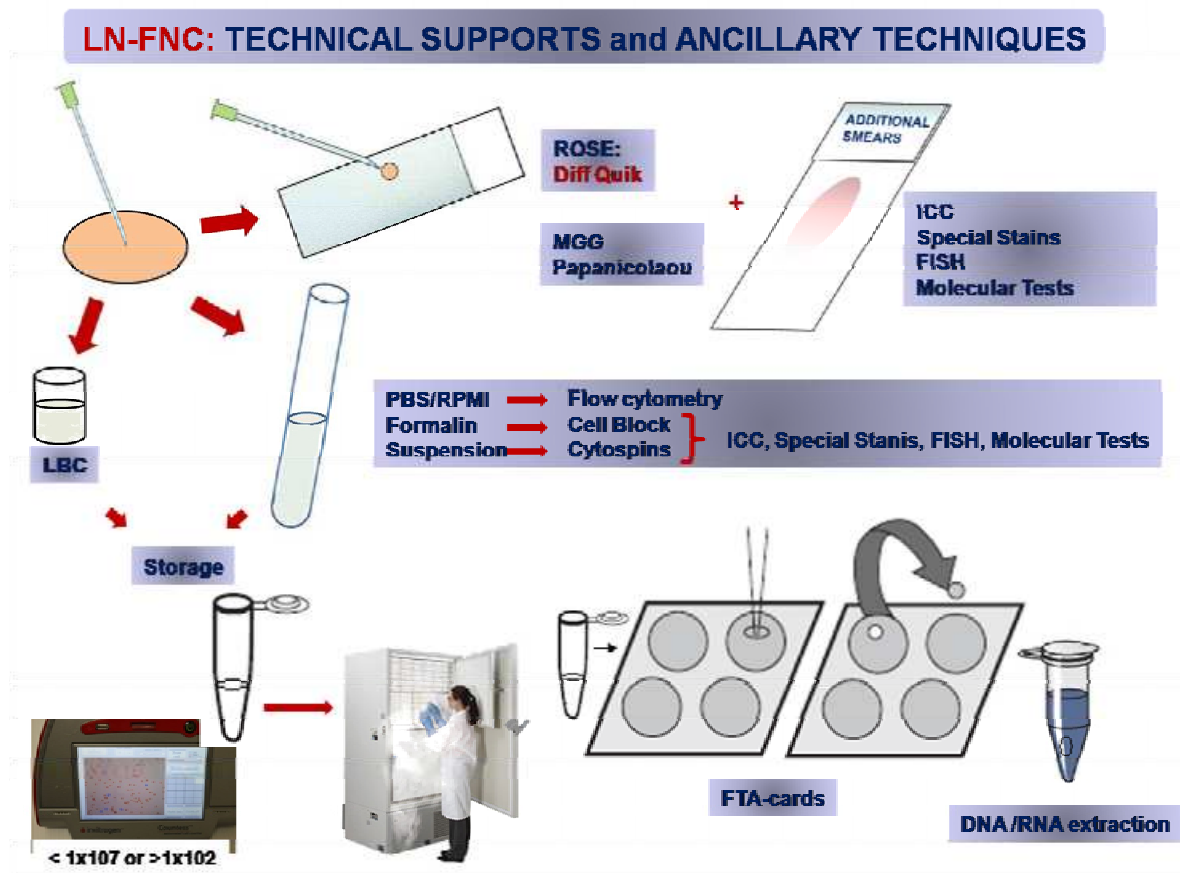 LN-FNC: TECHNICAL SUPPORTS and ANCILLARY TECHNIQUES
ROSE:
Diff Quik
MGG
Papanicolaou
+
ADDITIONAL
SMEARS
ICC
Special Stains
FISH
Molecular Tests
LBC
PBS/RPMI
Flow cytometry
Formalin
Cell Block
Suspension
Cytospins
ICC, Special Stanis, FISH, Molecular Tests
Storage
invitrogen
Countess
< 1x107 or >1x102
FTA-cards
DNA /RNA extraction